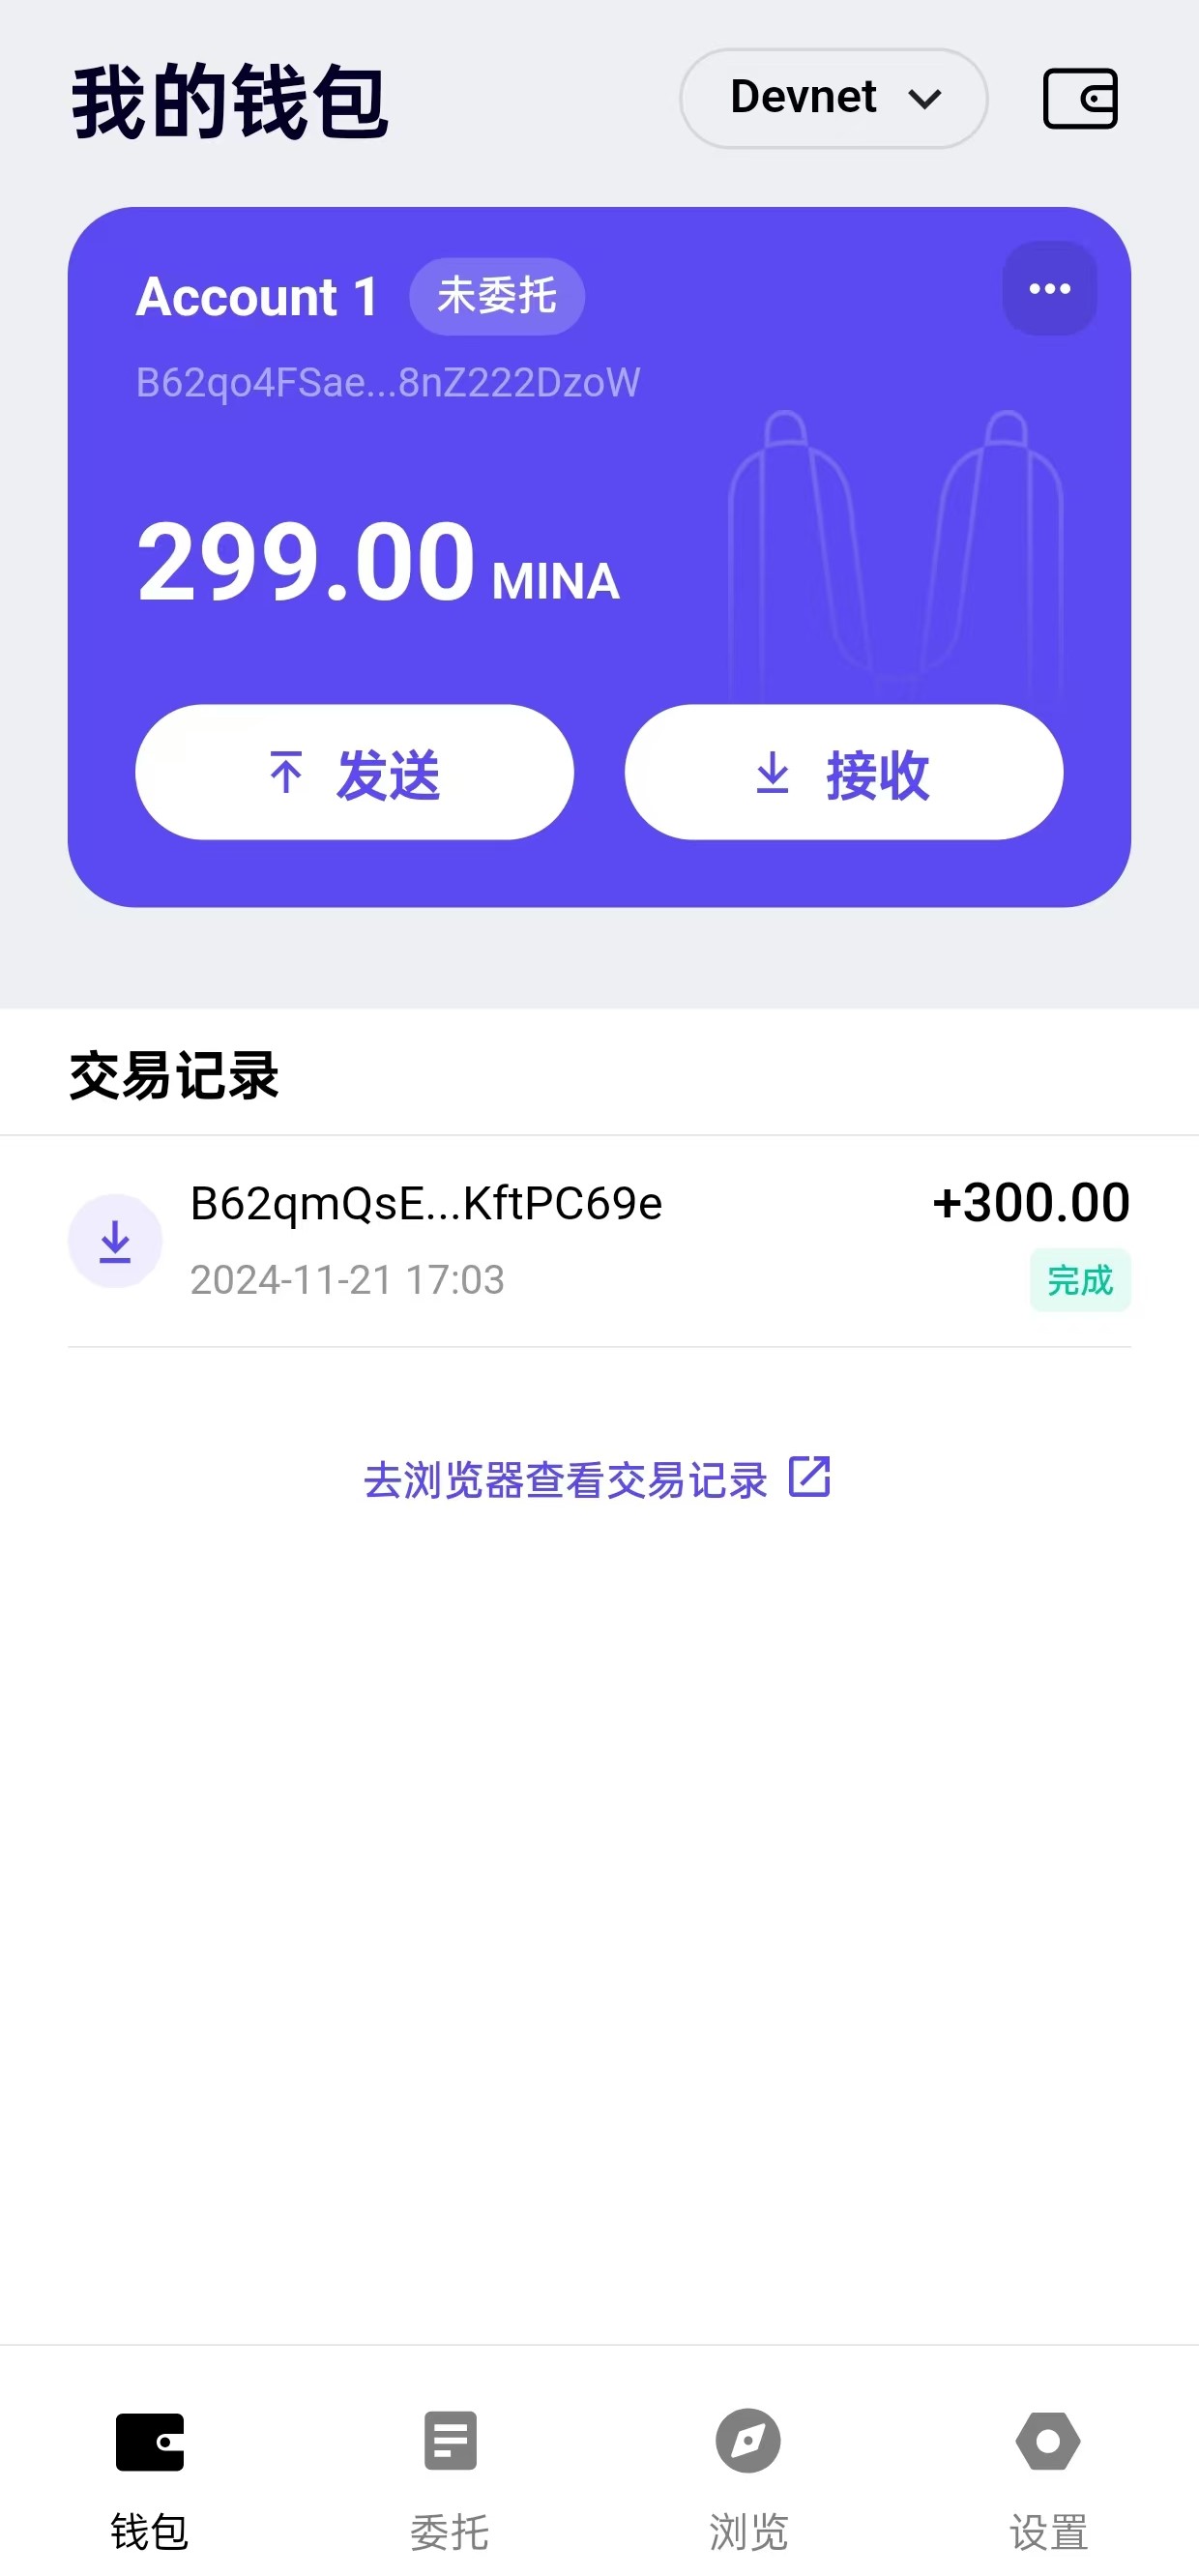 我的钱包
Devnet
Account 1 未委托
B62qo4FSae...8nZ222DzoW
299.00 MINA
发送
接收
交易记录
B62qmQsE...KftPC69e
+300.00
2024-11-21 17:03
完成
去浏览器查看交易记录
钱包
委托
浏览
设置